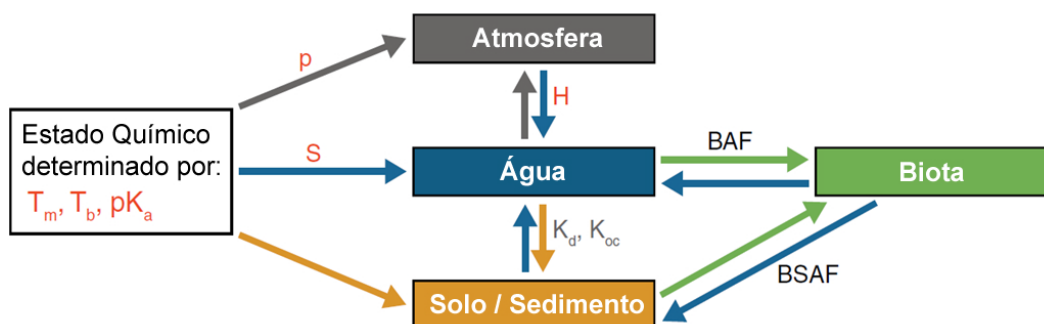 Atmosfera
p
H
Estado Químico
determinado por:
Tm, Tb, pKa
S
Água
BAF
Biota
Kd, Koc
BSAF
Solo / Sedimento